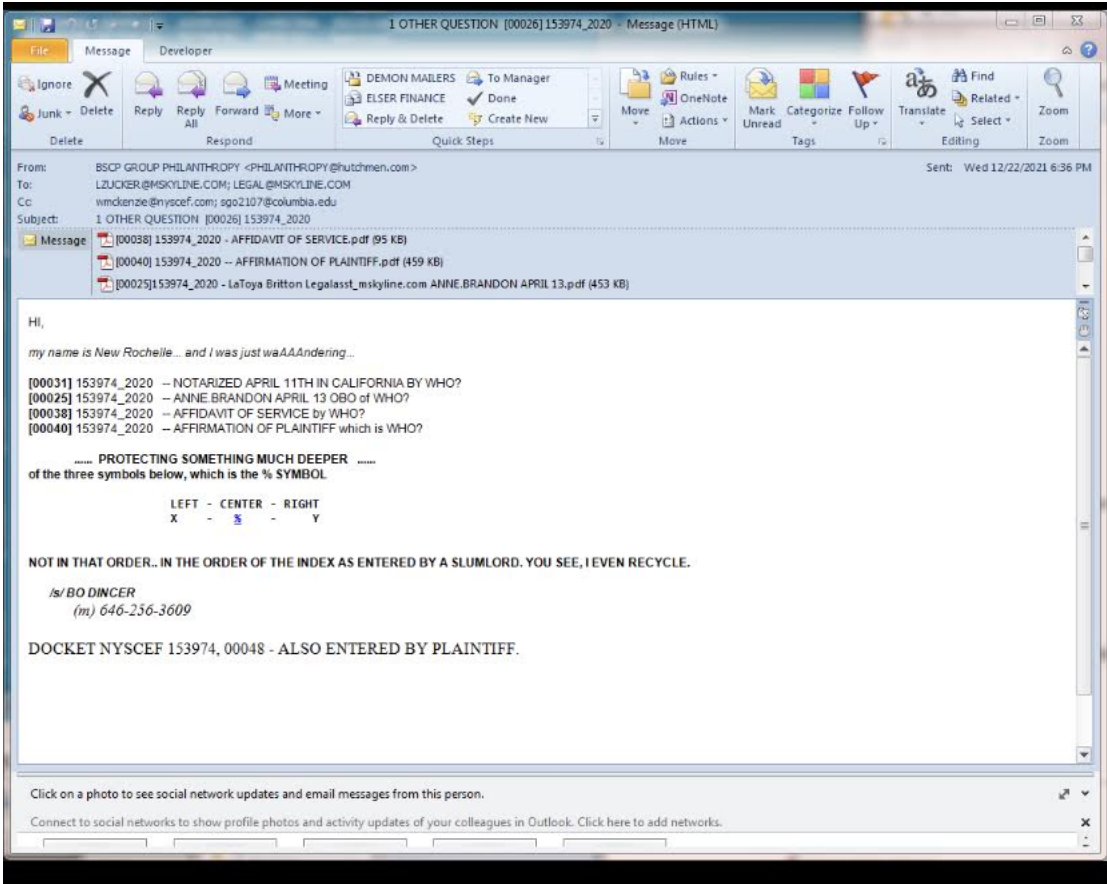 1 OTHER QUESTION [00026] 153974_2020 - Message (HTML)
File Message Developer
Ignore
Junk
Delete
Reply
Reply All
Forward
Meeting
More
DEMON MAILERS
To Manager
ELSER FINANCE
Done
Reply & Delete
Create New
Move
Rules
OneNote
Actions
Mark Unread
Categorize
Follow Up
Translate
Find
Related
Select
Zoom
Delete Respond Quick Steps Move Tags Editing Zoom
From: BSCP GROUP PHILANTHROPY <PHILANTHROPY@hutchmen.com> Sent: Wed 12/22/2021 6:36 PM
To: LZUCKER@MSKYLINE.COM; LEGAL@MSKYLINE.COM
Cc: wmckenzie@nyscef.com; sgo2107@columbia.edu
Subject: 1 OTHER QUESTION [00026] 153974_2020
Message [00038] 153974_2020 - AFFIDAVIT OF SERVICE.pdf (95 KB)
[00040] 153974_2020 -- AFFIRMATION OF PLAINTIFF.pdf (459 KB)
[00025]153974_2020 - LaToya Britton Legalasst_mskyline.com ANNE.BRANDON APRIL 13.pdf (453 KB)
HI,
my name is New Rochelle... and I was just waAAAndering...
[00031] 153974_2020 -- NOTARIZED APRIL 11TH IN CALIFORNIA BY WHO?
[00025] 153974_2020 -- ANNE.BRANDON APRIL 13 OBO of WHO?
[00038] 153974_2020 -- AFFIDAVIT OF SERVICE by WHO?
[00040] 153974_2020 -- AFFIRMATION OF PLAINTIFF which is WHO?
...... PROTECTING SOMETHING MUCH DEEPER ......
of the three symbols below, which is the % SYMBOL
LEFT - CENTER - RIGHT
X - % - Y
NOT IN THAT ORDER.. IN THE ORDER OF THE INDEX AS ENTERED BY A SLUMLORD. YOU SEE, I EVEN RECYCLE.
/s/ BO DINCER
(m) 646-256-3609
DOCKET NYSCEF 153974, 00048 - ALSO ENTERED BY PLAINTIFF.
Click on a photo to see social network updates and email messages from this person.
Connect to social networks to show profile photos and activity updates of your colleagues in Outlook. Click here to add networks.